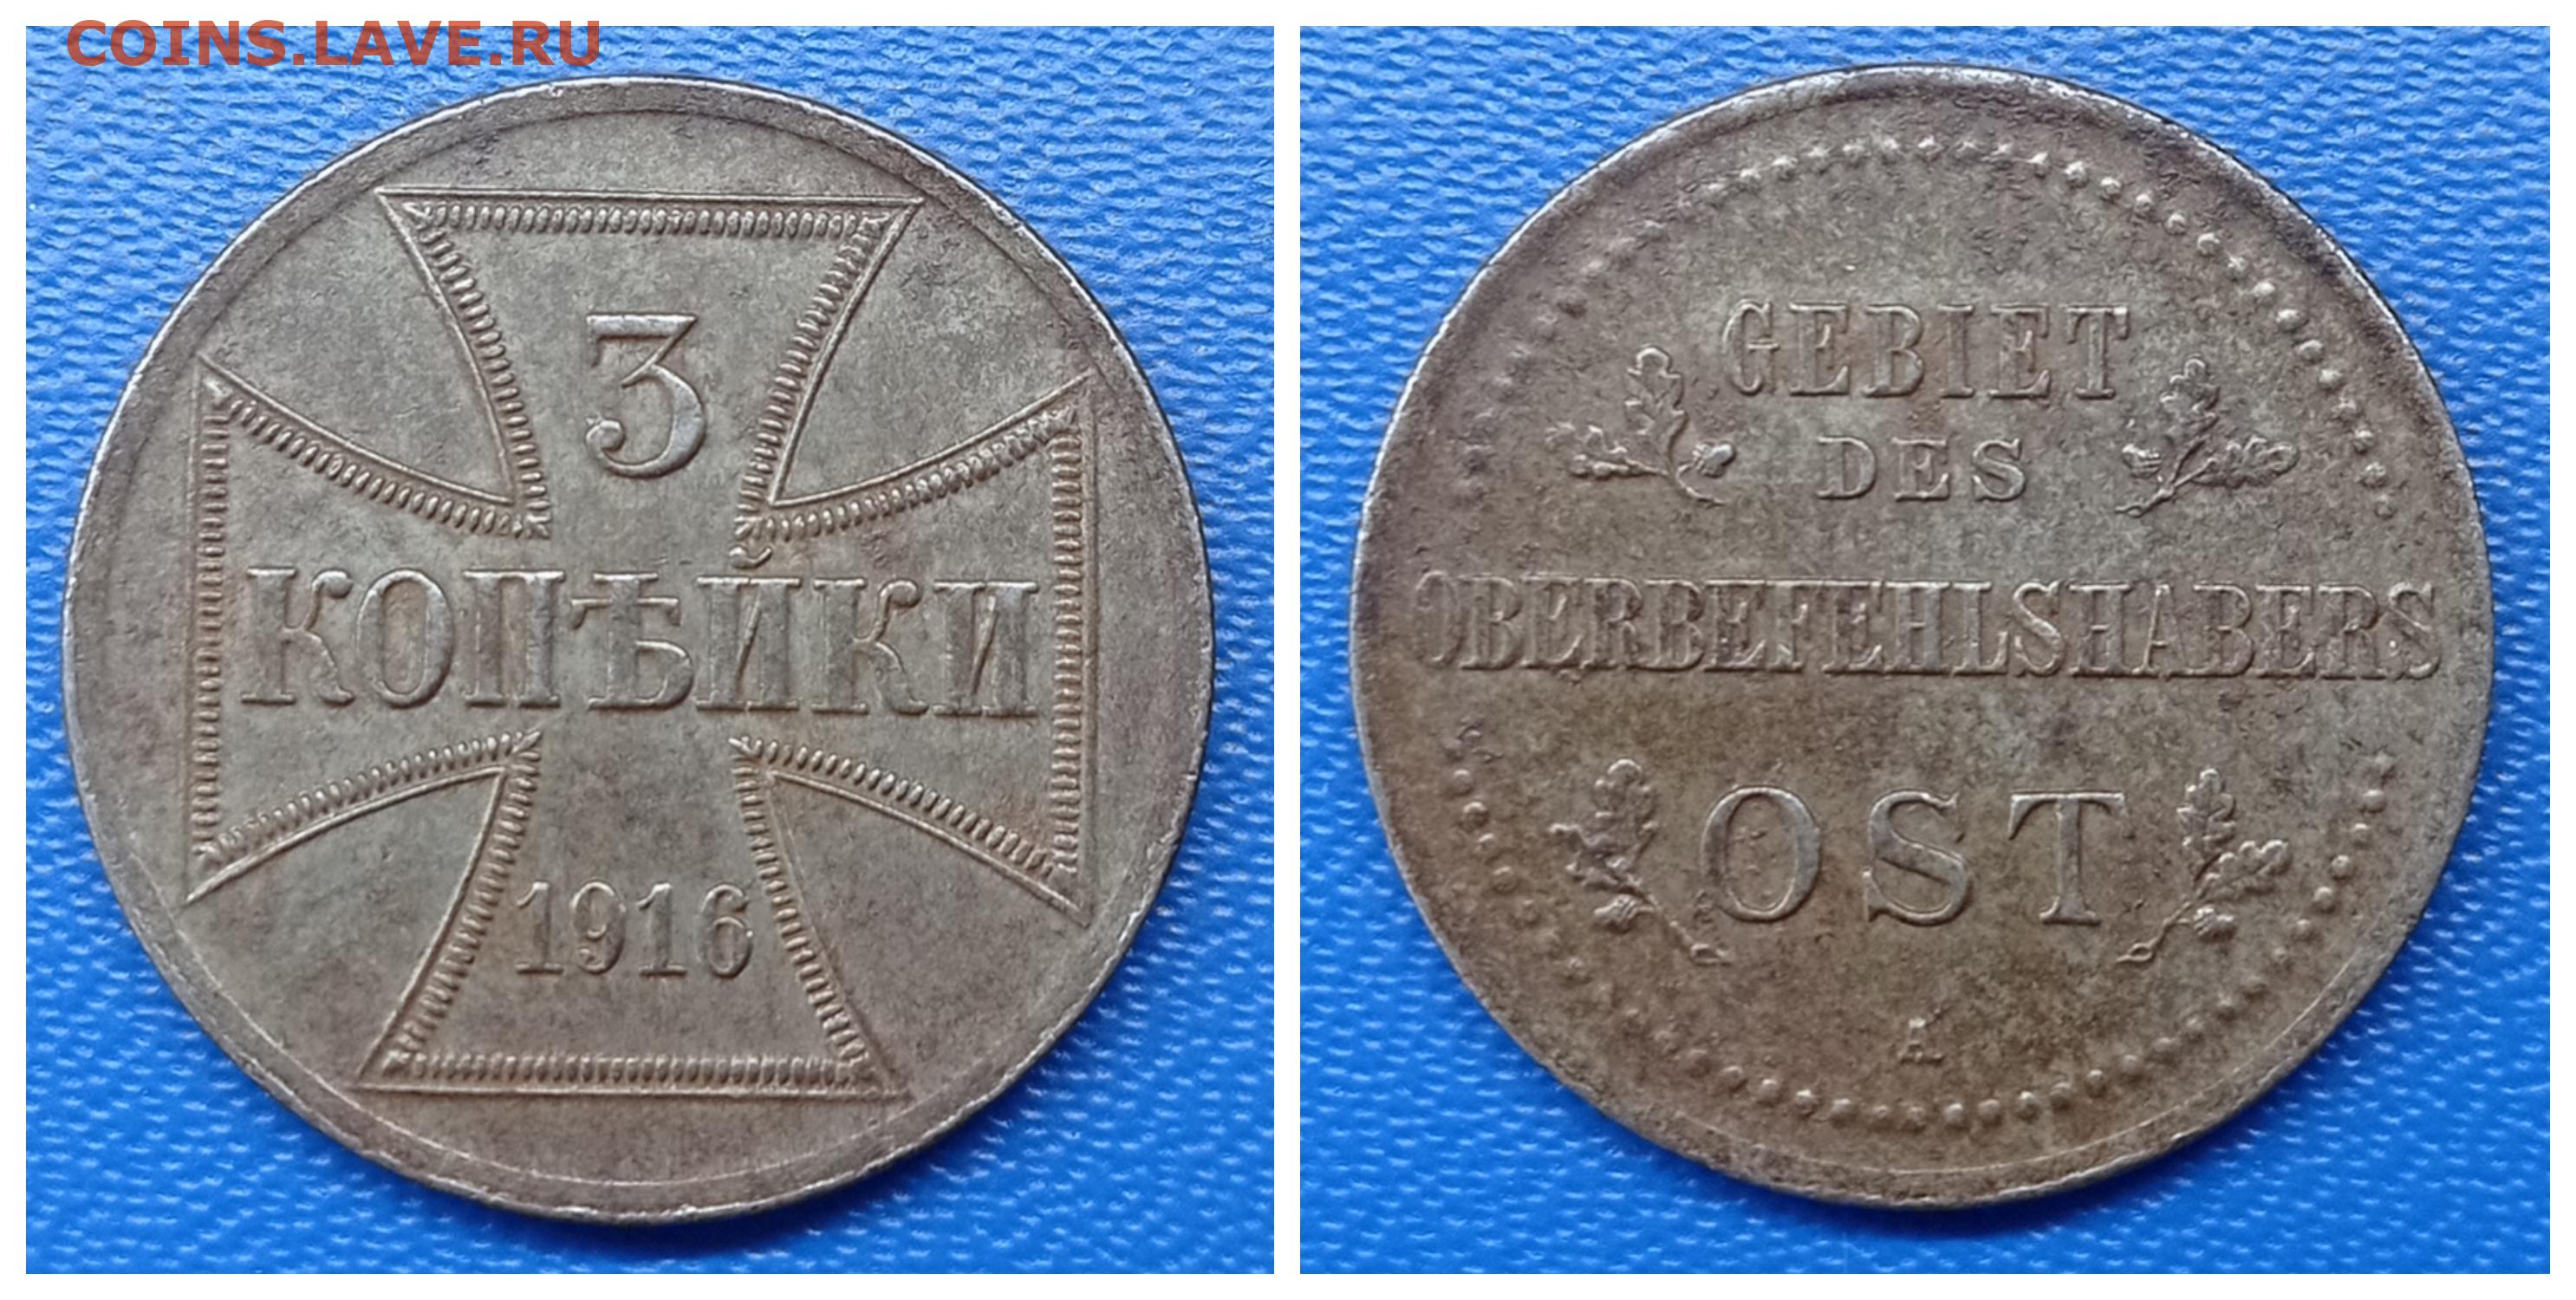 COINS.LAVE.RU
3
КОПѢЙКИ
1916
GEBIET
DES
OBERBEFEHLSHABERS
OST
A